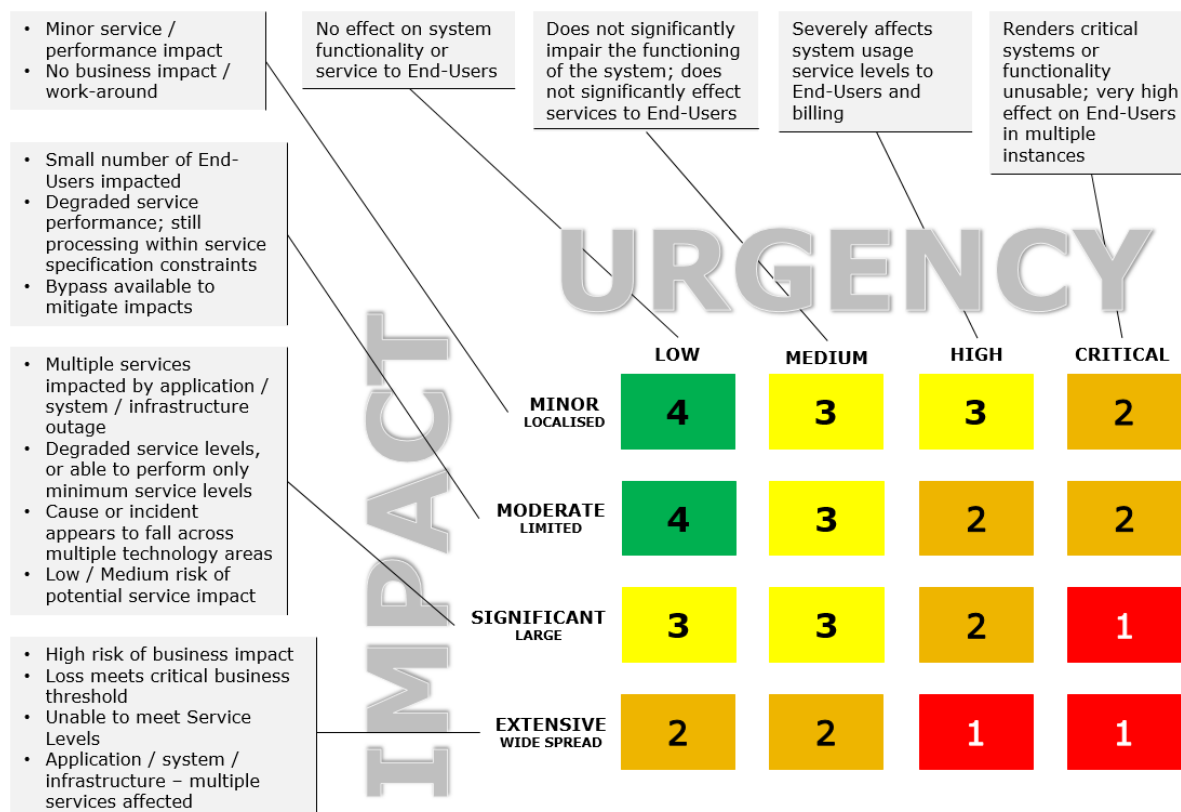 • Minor service /
performance impact
• No business impact /
work-around
No effect on system
functionality or
service to End-Users
Does not significantly
impair the functioning
of the system; does
not significantly effect
services to End-Users
Severely affects
system usage
service levels to
End-Users and
billing
Renders critical
systems or
functionality
unusable; very high
effect on End-Users
in multiple
instances
• Small number of End-
Users impacted
• Degraded service
performance; still
processing within service
specification constraints
• Bypass available to
mitigate impacts
• Multiple services
impacted by application /
system / infrastructure
outage
• Degraded service levels,
or able to perform only
minimum service levels
• Cause or incident
appears to fall across
multiple technology areas
• Low / Medium risk of
potential service impact
• High risk of business impact
• Loss meets critical business
threshold
• Unable to meet Service
Levels
• Application / system /
infrastructure – multiple
services affected
URGENCY
IMPACT
LOW MEDIUM HIGH CRITICAL
MINOR
LOCALISED
4 3 3 2
MODERATE
LIMITED
4 3 2 2
SIGNIFICANT
LARGE
3 3 2 1
EXTENSIVE
WIDE SPREAD
2 2 1 1